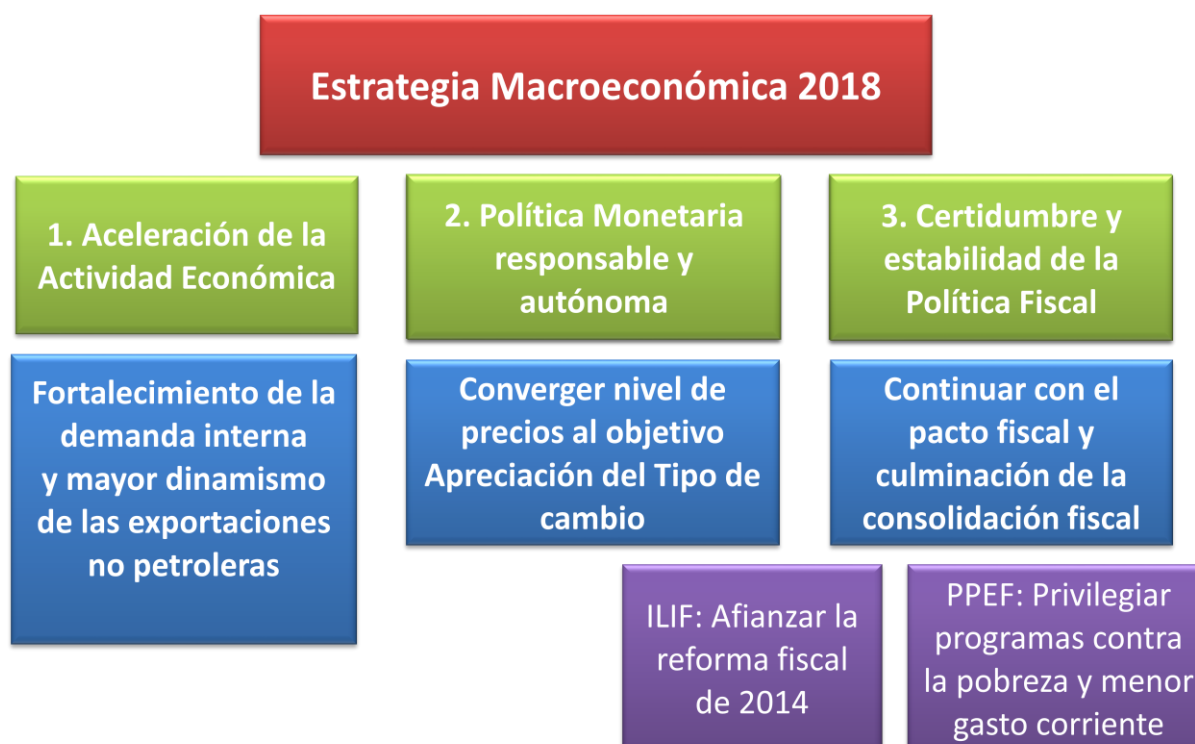 Estrategia Macroeconómica 2018
1. Aceleración de la
Actividad Económica
2. Política Monetaria
responsable y
autónoma
3. Certidumbre y
estabilidad de la
Política Fiscal
Fortalecimiento de la
demanda interna
y mayor dinamismo
de las exportaciones
no petroleras
Converger nivel de
precios al objetivo
Apreciación del Tipo de
cambio
Continuar con el
pacto fiscal y
culminación de la
consolidación fiscal
ILIF: Afianzar la
reforma fiscal
de 2014
PPEF: Privilegiar
programas contra
la pobreza y menor
gasto corriente